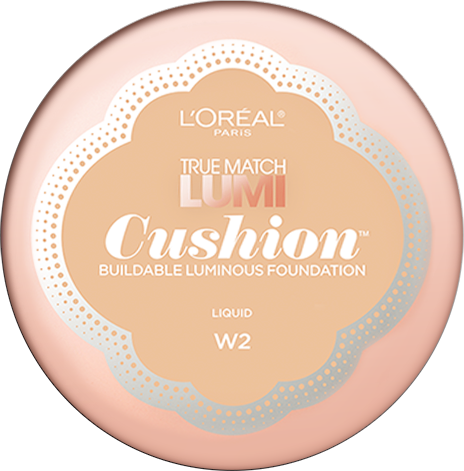 L'ORÉAL
PARIS
TRUE MATCH
LUMI
Cushion™
BUILDABLE LUMINOUS FOUNDATION
LIQUID
W2